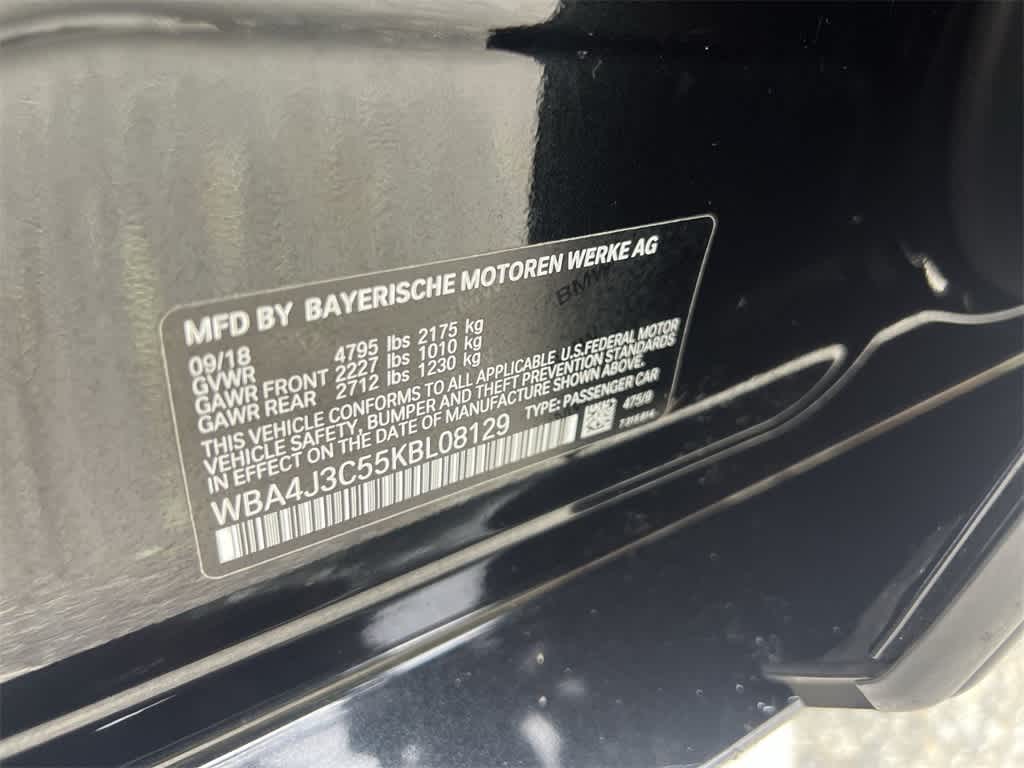 MFD BY BAYERISCHE MOTOREN WERKE AG
BMW
09/18
GVWR 4795 lbs 2175 kg
GAWR FRONT 2227 lbs 1010 kg
GAWR REAR 2712 lbs 1230 kg
THIS VEHICLE CONFORMS TO ALL APPLICABLE U.S.FEDERAL MOTOR
VEHICLE SAFETY, BUMPER AND THEFT PREVENTION STANDARDS
IN EFFECT ON THE DATE OF MANUFACTURE SHOWN ABOVE.
TYPE: PASSENGER CAR
WBA4J3C55KBL08129
475/9